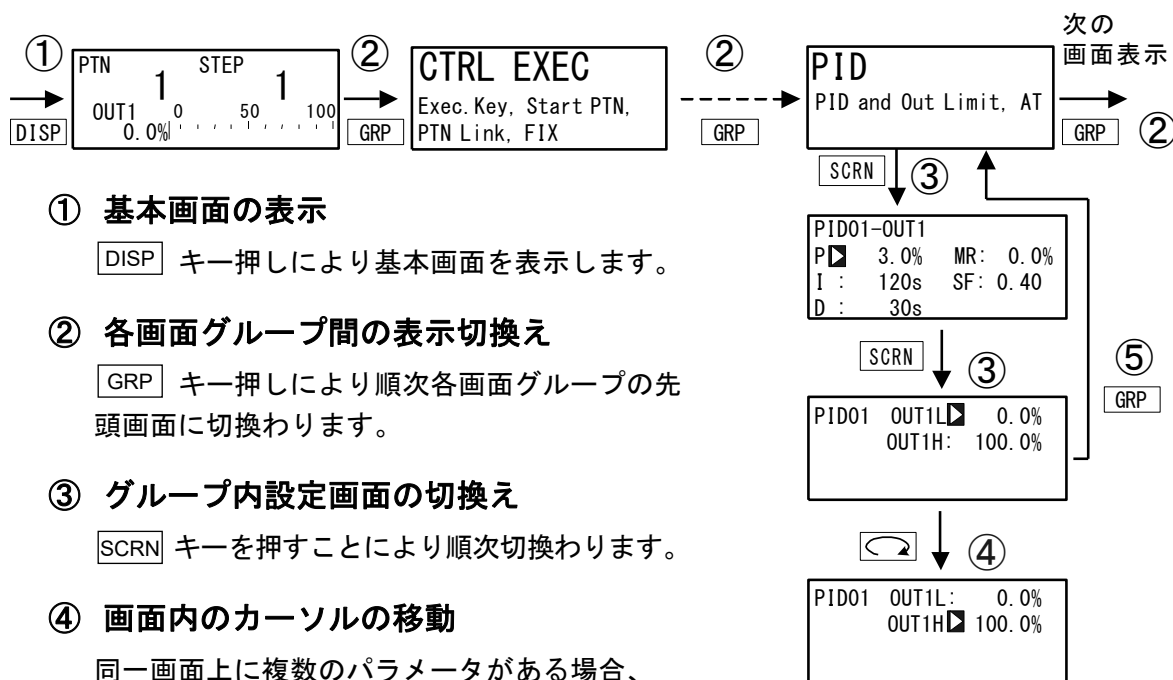 次の
画面表示
①
DISP
PTN 1 STEP 1
OUT1 0 50 100
0.0%
②
GRP
CTRL EXEC
Exec.Key, Start PTN,
PTN Link, FIX
②
GRP
PID
PID and Out Limit, AT
GRP ②
SCRN ③
PID01-OUT1
P 3.0% MR: 0.0%
I : 120s SF: 0.40
D : 30s
SCRN ③
PID01 OUT1L 0.0%
OUT1H: 100.0%
⑤
GRP
④
PID01 OUT1L: 0.0%
OUT1H 100.0%
① 基本画面の表示
DISP キー押しにより基本画面を表示します。
② 各画面グループ間の表示切換え
GRP キー押しにより順次各画面グループの先
頭画面に切換わります。
③ グループ内設定画面の切換え
SCRN キーを押すことにより順次切換わります。
④ 画面内のカーソルの移動
同一画面上に複数のパラメータがある場合、